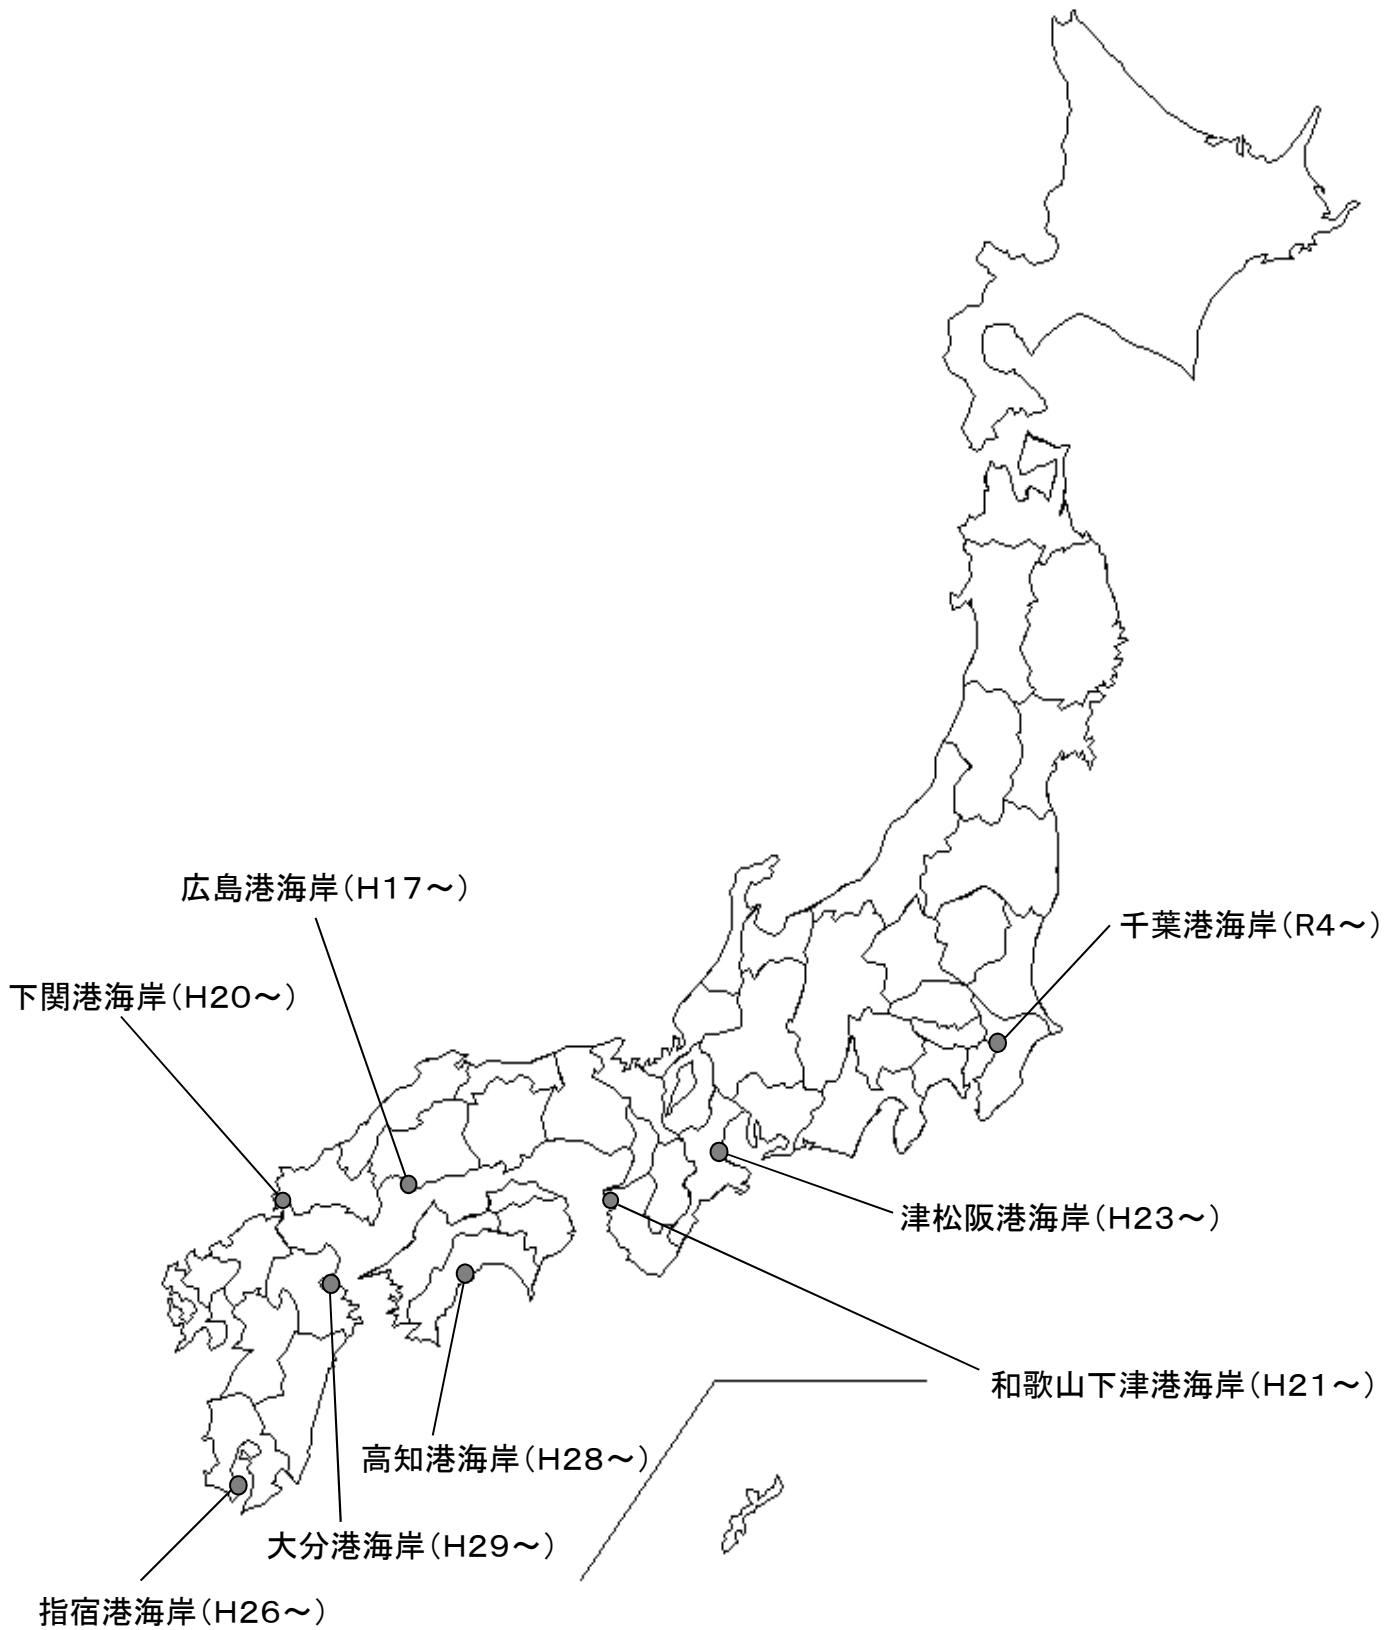 広島港海岸（H17～）
千葉港海岸（R4～）
下関港海岸（H20～）
津松阪港海岸（H23～）
和歌山下津港海岸（H21～）
高知港海岸（H28～）
大分港海岸（H29～）
指宿港海岸（H26～）